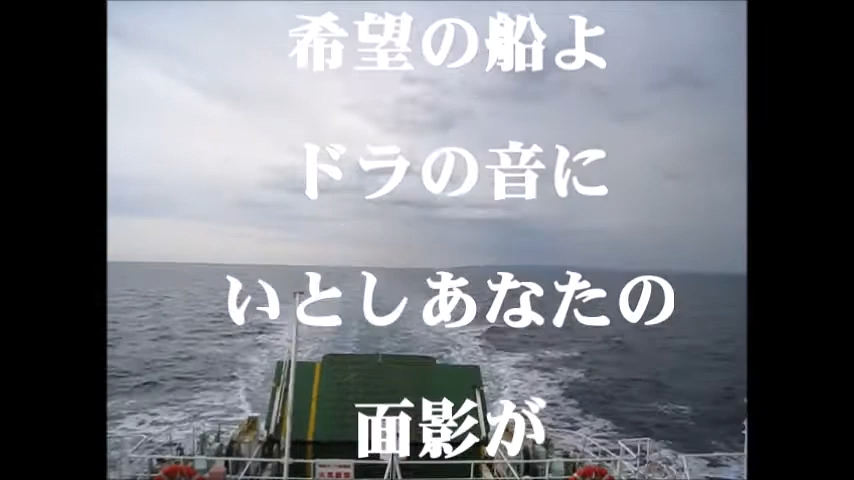 希望の船よ
ドラの音に
いとしあなたの
面影が